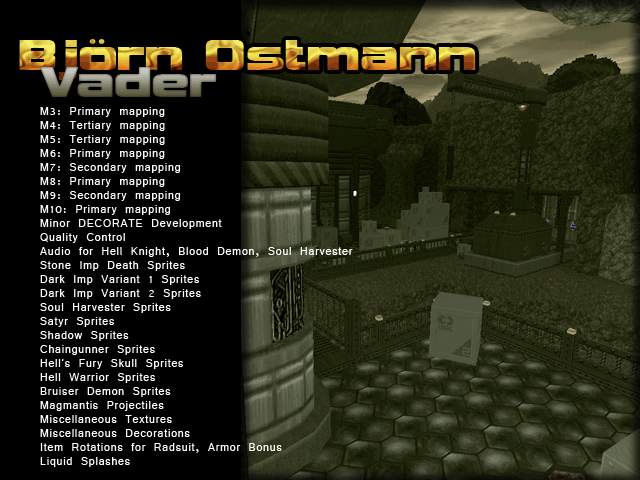 Björn Ostmann
Vader
M3: Primary mapping
M4: Tertiary mapping
M5: Tertiary mapping
M6: Primary mapping
M7: Secondary mapping
M8: Primary mapping
M9: Secondary mapping
M10: Primary mapping
Minor DECORATE Development
Quality Control
Audio for Hell Knight, Blood Demon, Soul Harvester
Stone Imp Death Sprites
Dark Imp Variant 1 Sprites
Dark Imp Variant 2 Sprites
Soul Harvester Sprites
Satyr Sprites
Shadow Sprites
Chaingunner Sprites
Hell's Fury Skull Sprites
Hell Warrior Sprites
Bruiser Demon Sprites
Magmantis Projectiles
Miscellaneous Textures
Miscellaneous Decorations
Item Rotations for Radsuit, Armor Bonus
Liquid Splashes